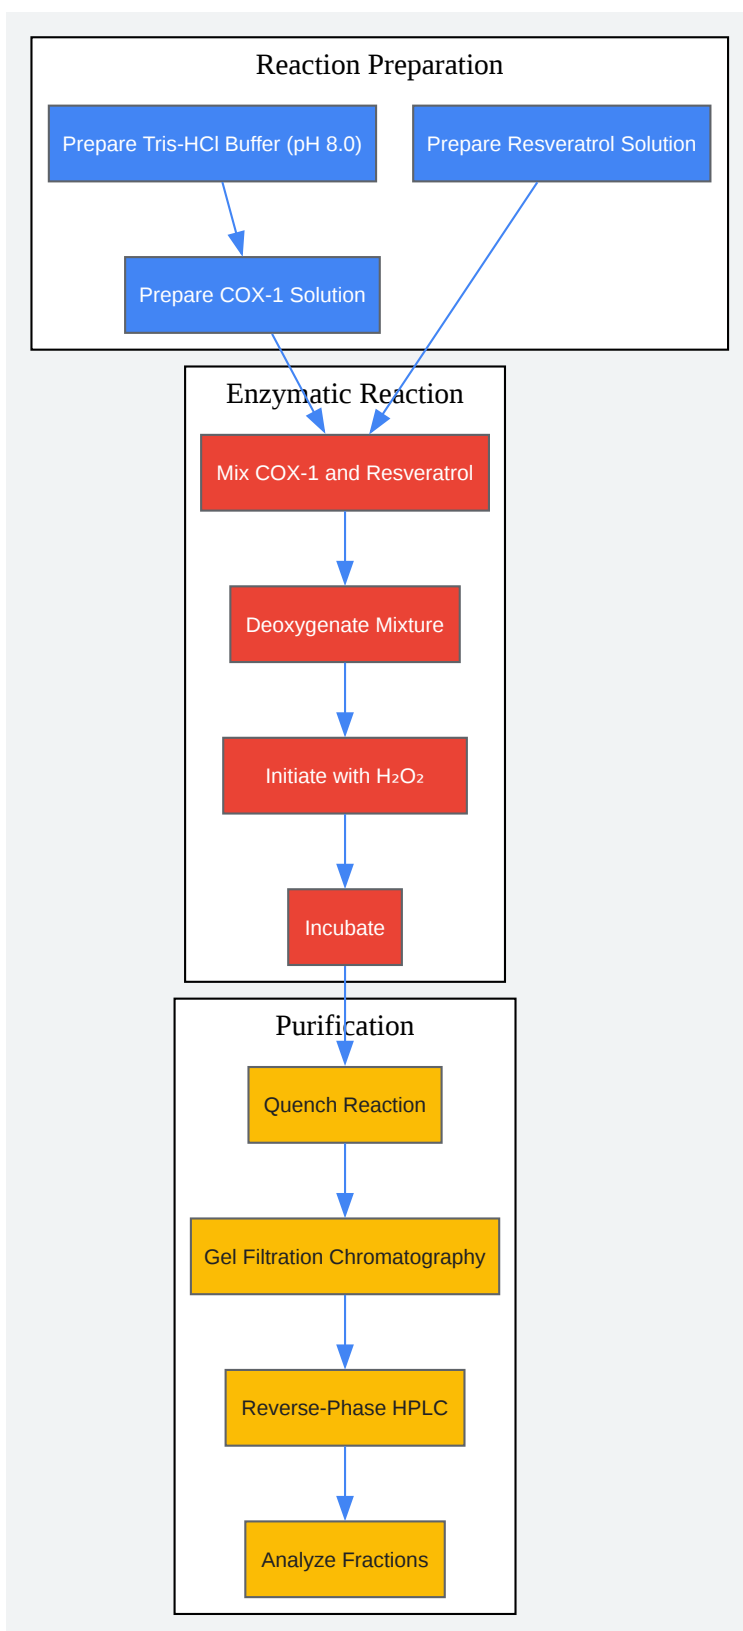 Reaction Preparation
Prepare Tris-HCl Buffer (pH 8.0)
Prepare Resveratrol Solution
Prepare COX-1 Solution
Enzymatic Reaction
Mix COX-1 and Resveratrol
Deoxygenate Mixture
Initiate with H₂O₂
Incubate
Purification
Quench Reaction
Gel Filtration Chromatography
Reverse-Phase HPLC
Analyze Fractions